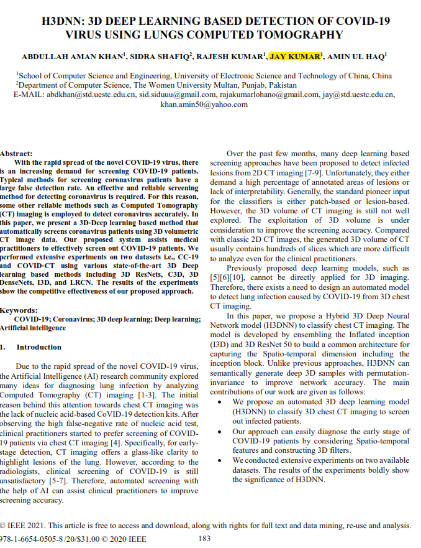 H3DNN: 3D DEEP LEARNING BASED DETECTION OF COVID-19
VIRUS USING LUNGS COMPUTED TOMOGRAPHY
ABDULLAH AMAN KHAN¹, SIDRA SHAFIQ², RAJESH KUMAR¹, JAY KUMAR¹, AMIN UL HAQ¹
¹School of Computer Science and Engineering, University of Electronic Science and Technology of China, China
²Department of Computer Science, The Women University Multan, Punjab, Pakistan
E-MAIL: abdkhan@std.uestc.edu.cn, sid.siduuu@gmail.com, rajakumarlohano@gmail.com, jay@std.uestc.edu.cn,
khan.amin50@yahoo.com
Abstract:
With the rapid spread of the novel COVID-19 virus, there
is an increasing demand for screening COVID-19 patients.
Typical methods for screening coronavirus patients have a
large false detection rate. An effective and reliable screening
method for detecting coronavirus is required. For this reason,
some other reliable methods such as Computed Tomography
(CT) imaging is employed to detect coronavirus accurately. In
this paper, we present a 3D-Deep learning based method that
automatically screens coronavirus patients using 3D volumetric
CT image data. Our proposed system assists medical
practitioners to effectively screen out COVID-19 patients. We
performed extensive experiments on two datasets i.e., CC-19
and COVID-CT using various state-of-the-art 3D Deep
learning based methods including 3D ResNets, C3D, 3D
DenseNets, I3D, and LRCN. The results of the experiments
show the competitive effectiveness of our proposed approach.
Keywords:
COVID-19; Coronavirus; 3D deep learning; Deep learning;
Artificial intelligence
1. Introduction
Due to the rapid spread of the novel COVID-19 virus,
the Artificial Intelligence (AI) research community explored
many ideas for diagnosing lung infection by analyzing
Computed Tomography (CT) imaging [1-3]. The initial
reason behind this attention towards chest CT imaging was
the lack of nucleic acid-based CoVID-19 detection kits. After
observing the high false-negative rate of nucleic acid test,
clinical practitioners started to prefer screening of COVID-
19 patients via chest CT imaging [4]. Specifically, for early-
stage detection, CT imaging offers a glass-like clarity to
highlight lesions of the lung. However, according to the
radiologists, clinical screening of COVID-19 is still
unsatisfactory [5-7]. Therefore, automated screening with
the help of AI can assist clinical practitioners to improve
screening accuracy.
Over the past few months, many deep learning based
screening approaches have been proposed to detect infected
lesions from 2D CT imaging [7-9]. Unfortunately, they either
demand a high percentage of annotated areas of lesions or
lack of interpretability. Generally, the standard pioneer input
for the classifiers is either patch-based or lesion-based.
However, the 3D volume of CT imaging is still not well
explored. The exploitation of 3D volume is under
consideration to improve the screening accuracy. Compared
with classic 2D CT images, the generated 3D volume of CT
usually contains hundreds of slices which are more difficult
to analyze even for the clinical practitioners.
Previously proposed deep learning models, such as
[5][6][10], cannot be directly applied for 3D imaging.
Therefore, there exists a need to design an automated model
to detect lung infection caused by COVID-19 from 3D chest
CT imaging.
In this paper, we propose a Hybrid 3D Deep Neural
Network model (H3DNN) to classify chest CT imaging. The
model is developed by ensembling the Inflated inception
(I3D) and 3D ResNet 50 to build a common architecture for
capturing the Spatio-temporal dimension including the
inception block. Unlike previous approaches, H3DNN can
semantically generate deep 3D samples with permutation-
invariance to improve network accuracy. The main
contributions of our work are given as follows:
• We propose an automated 3D deep learning model
(H3DNN) to classify 3D chest CT imaging to screen
out infected patients.
• Our approach can easily diagnose the early stage of
COVID-19 patients by considering Spatio-temporal
features and constructing 3D filters.
• We conducted extensive experiments on two available
datasets. The results of the experiments boldly show
the significance of H3DNN.
© IEEE 2021. This article is free to access and download, along with rights for full text and data mining, re-use and analysis.
978-1-6654-0505-8/20/$31.00 © 2020 IEEE
183